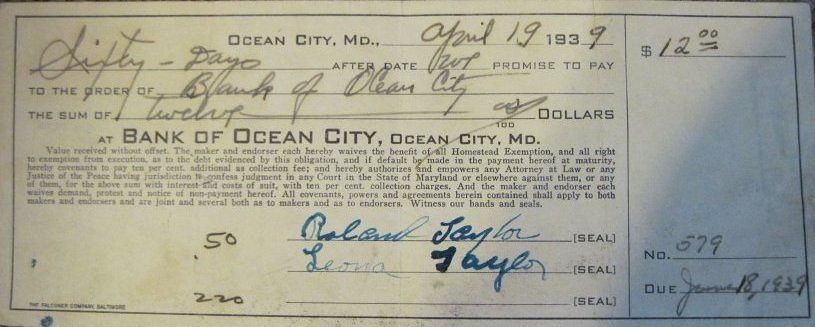 OCEAN CITY, MD., April 19 1939
$ 12 00
Sixty - Days AFTER DATE we PROMISE TO PAY
TO THE ORDER OF Bank of Ocean City
THE SUM OF twelve 00/100 DOLLARS
AT BANK OF OCEAN CITY, OCEAN CITY, MD.
Value received without offset. The maker and endorser each hereby waives the benefit of all Homestead Exemption, and all right
to exemption from execution, as to the debt evidenced by this obligation, and if default be made in the payment hereof at maturity,
hereby covenants to pay ten per cent. additional as collection fee; and hereby authorizes and empowers any Attorney at Law or any
Justice of the Peace having jurisdiction to confess judgment in any Court in the State of Maryland or elsewhere against them, or any
of them, for the above sum with interest and costs of suit, with ten per cent. collection charges. And the maker and endorser each
waives demand, protest and notice of non-payment hereof. All covenants, powers and agreements herein contained shall apply to both
makers and endorsers and are joint and several both as to makers and as to endorsers. Witness our hands and seals.
.50 Roland Taylor [SEAL]
Leona Taylor [SEAL]
220 [SEAL]
No. 579
DUE June 18, 1939
THE FALCONER COMPANY, BALTIMORE